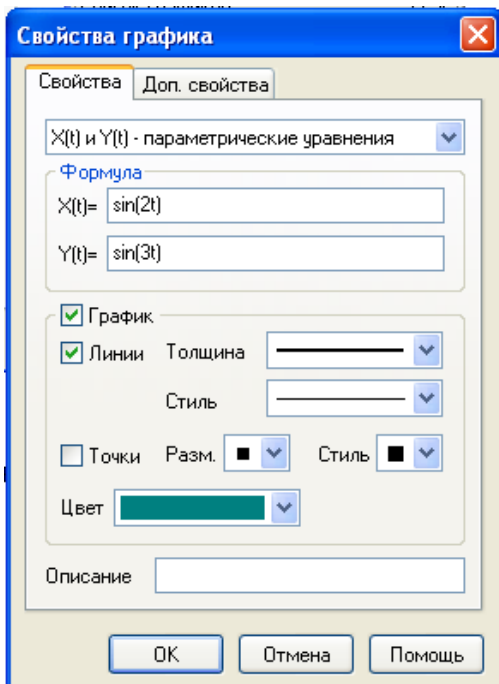 Свойства графика
Свойства Доп. свойства
X(t) и Y(t) - параметрические уравнения
Формула
X(t)= sin(2t)
Y(t)= sin(3t)
График
Линии Толщина
Стиль
Точки Разм. Стиль
Цвет
Описание
OK Отмена Помощь